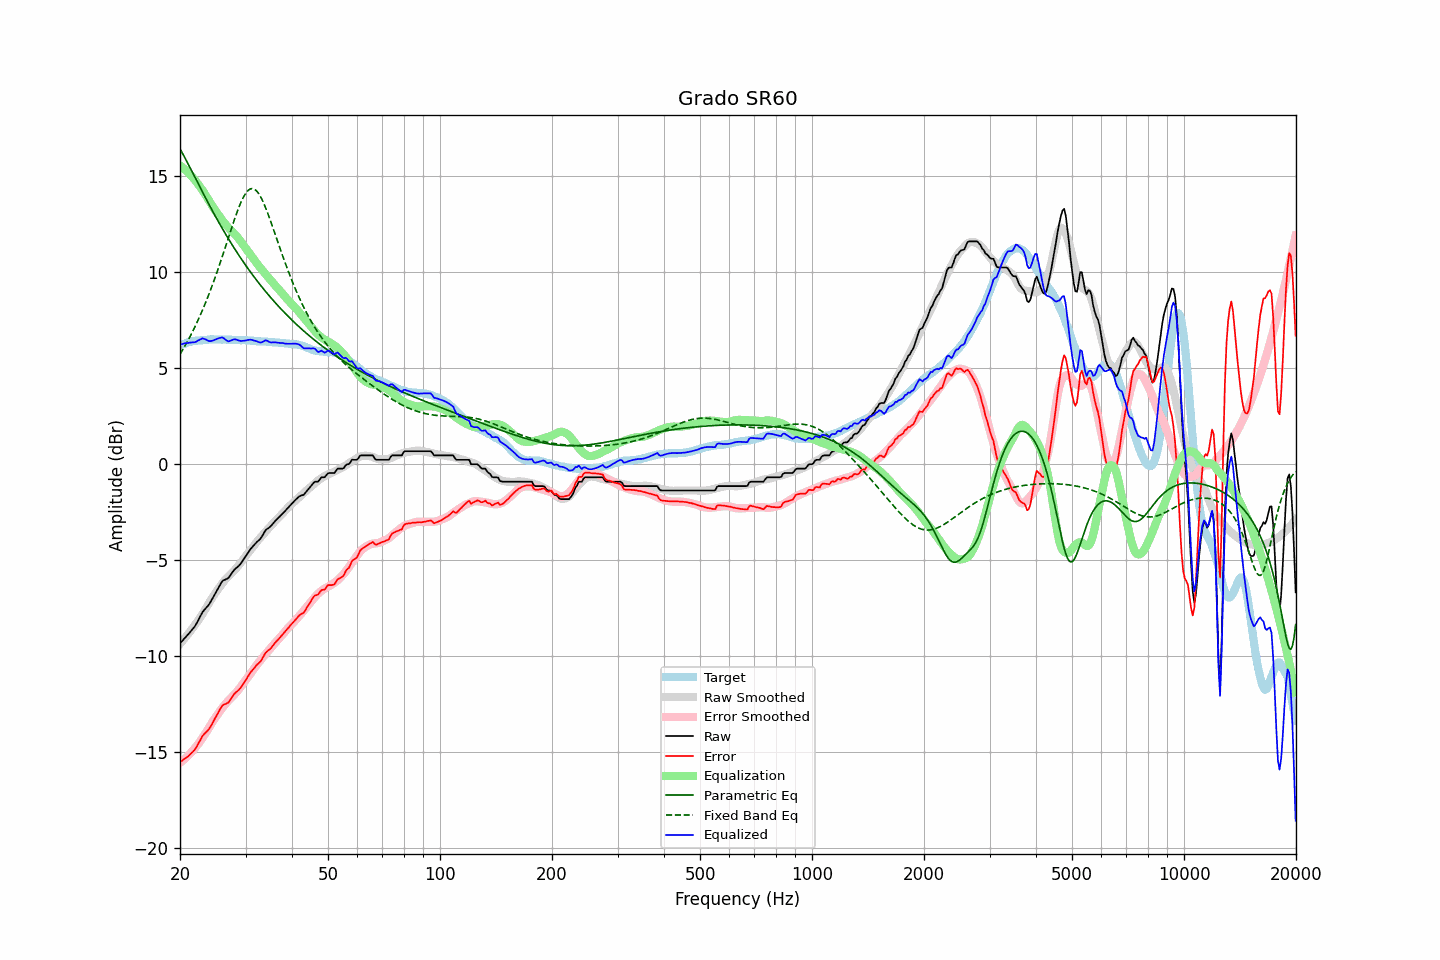 Grado SR60
Amplitude (dBr)
15
10
5
0
−5
−10
−15
−20
Target
Raw Smoothed
Error Smoothed
Raw
Error
Equalization
Parametric Eq
Fixed Band Eq
Equalized
20
50
100
200
500
1000
2000
5000
10000
20000
Frequency (Hz)